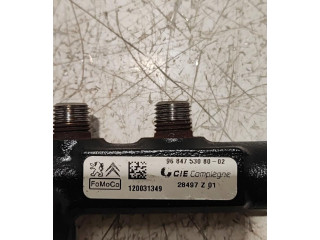 96 847 530 80-02
CIE Compiègne
FoMoCo
120031349
28497 Z 01